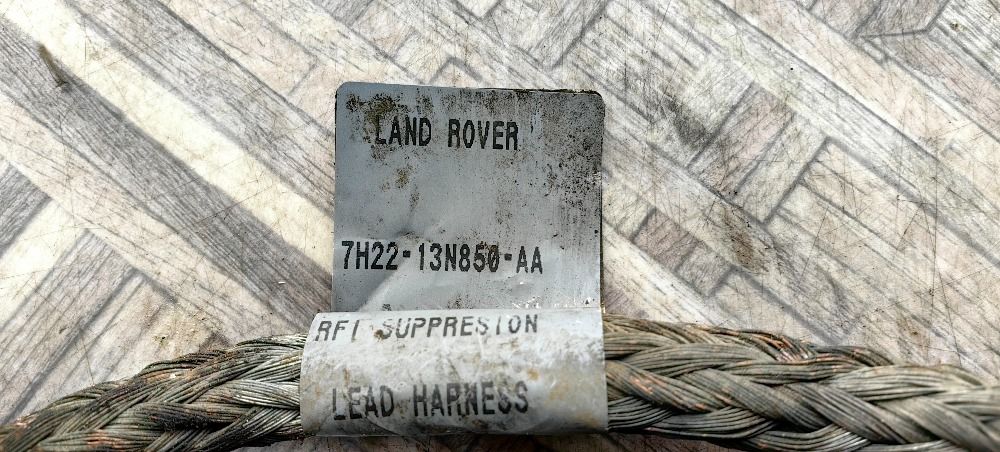 LAND ROVER
7H22-13N850-AA
RFI SUPPRESION
LEAD HARNESS